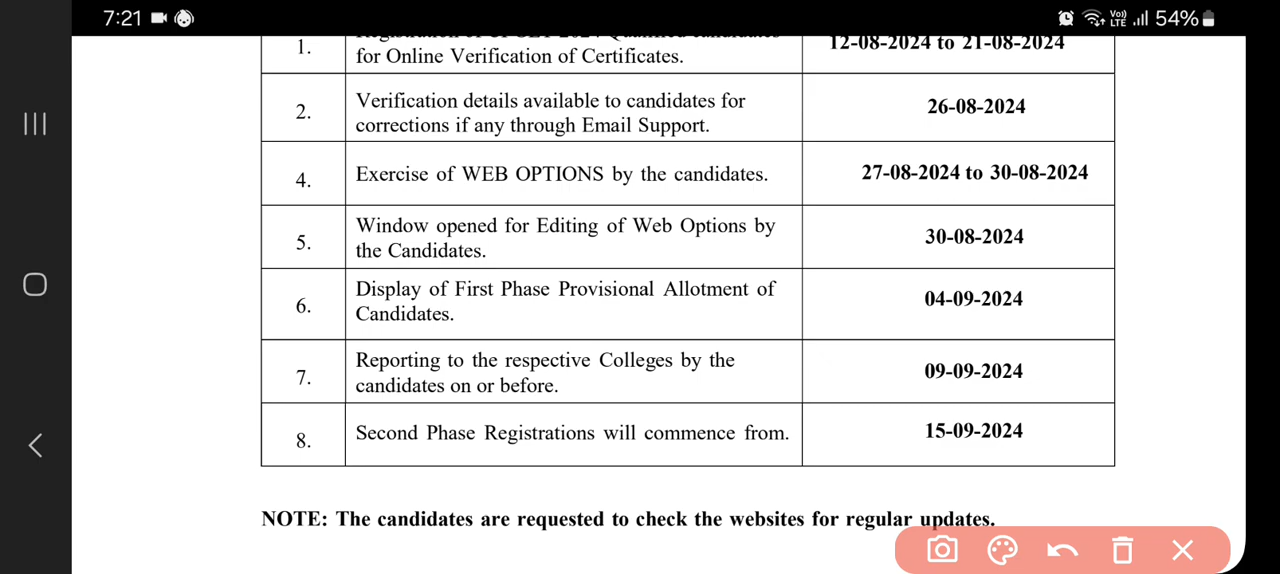 7:21
Vo))
LTE
54%
1.
for Online Verification of Certificates.
12-08-2024 to 21-08-2024
2.
Verification details available to candidates for
corrections if any through Email Support.
26-08-2024
4.
Exercise of WEB OPTIONS by the candidates.
27-08-2024 to 30-08-2024
5.
Window opened for Editing of Web Options by
the Candidates.
30-08-2024
6.
Display of First Phase Provisional Allotment of
Candidates.
04-09-2024
7.
Reporting to the respective Colleges by the
candidates on or before.
09-09-2024
8.
Second Phase Registrations will commence from.
15-09-2024
NOTE: The candidates are requested to check the websites for regular updates.